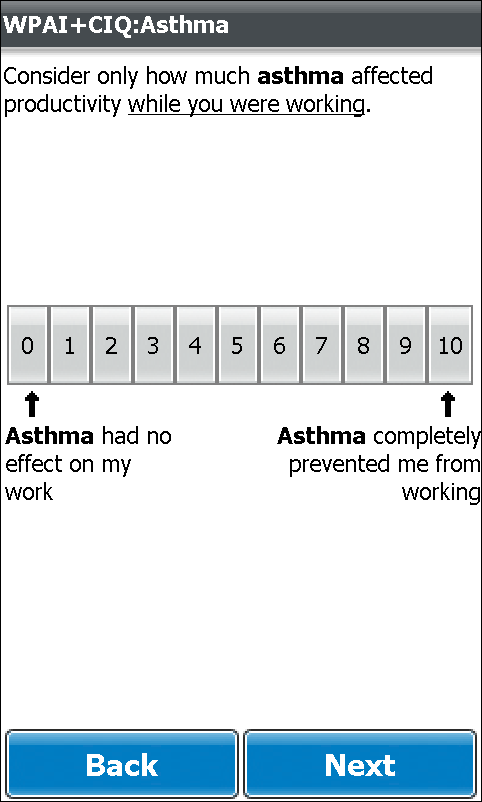 WPAI+CIQ:Asthma
Consider only how much asthma affected
productivity while you were working.
0 1 2 3 4 5 6 7 8 9 10
Asthma had no
effect on my
work
Asthma completely
prevented me from
working
Back Next